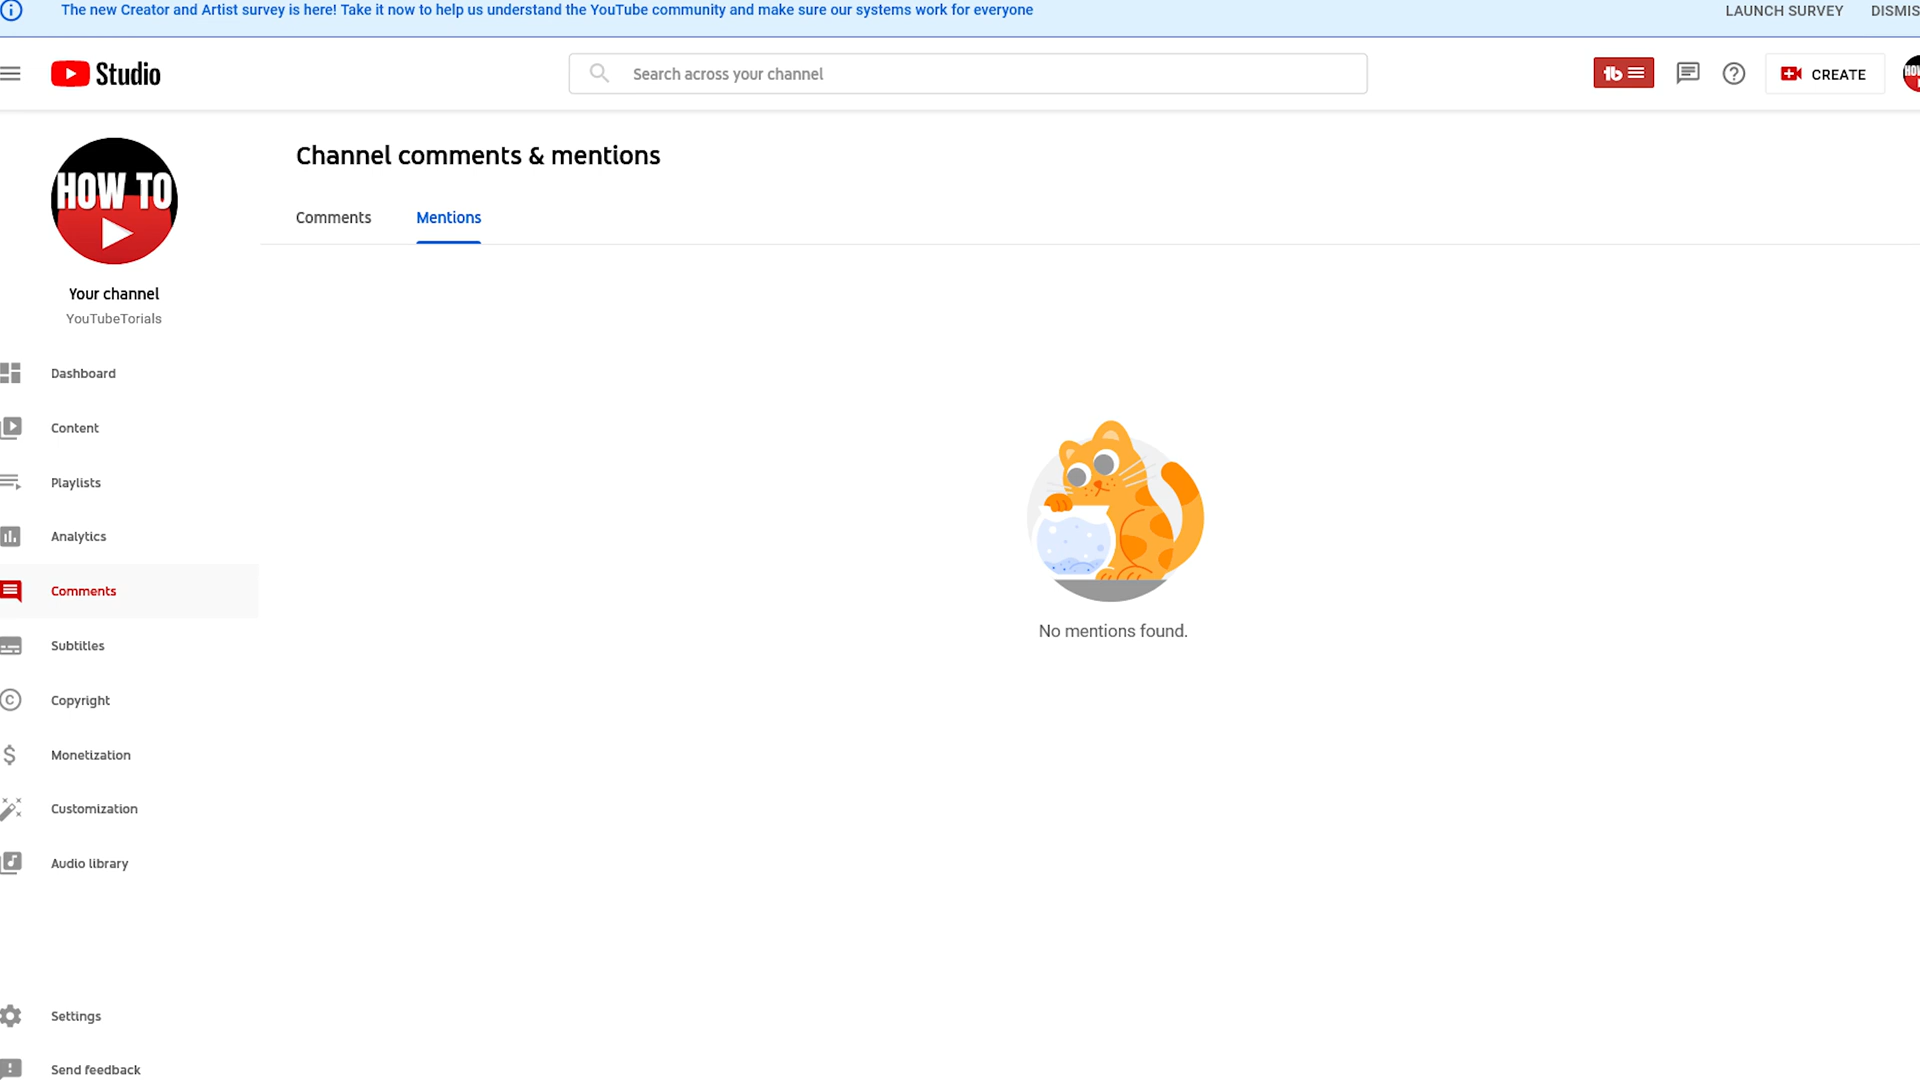 The new Creator and Artist survey is here! Take it now to help us understand the YouTube community and make sure our systems work for everyone
LAUNCH SURVEY
DISMIS
Studio
Search across your channel
tb
CREATE
HOW TO
Your channel
YouTubeTorials
Channel comments & mentions
Comments
Mentions
Dashboard
Content
Playlists
Analytics
Comments
Subtitles
Copyright
Monetization
Customization
Audio library
No mentions found.
Settings
Send feedback